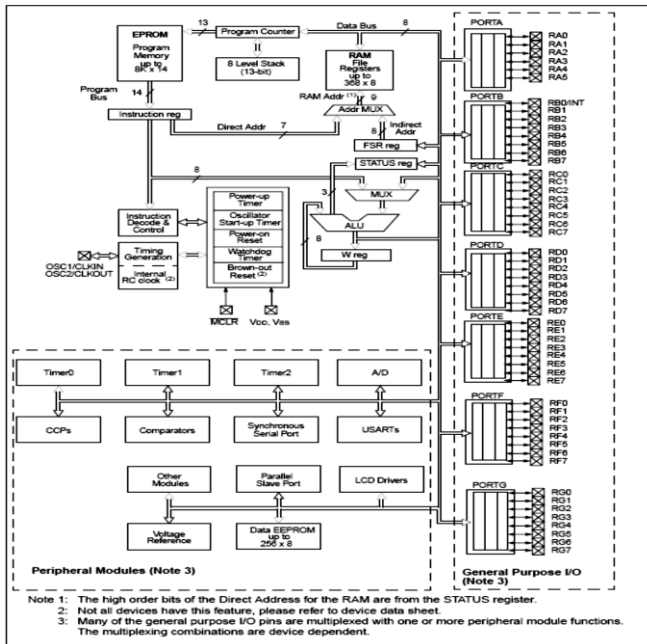 EPROM
Program
Memory
up to
8K x 14
13
Program Counter
8 Level Stack
(13-bit)
Data Bus
8
RAM
File
Registers
up to
368 x 8
Program
Bus
14
RAM Addr (1)
9
Addr MUX
Instruction reg
Direct Addr
7
8
Indirect
Addr
FSR reg
STATUS reg
8
3
MUX
Power-up
Timer
Oscillator
Start-up Timer
Power-on
Reset
Watchdog
Timer
Brown-out
Reset (2)
Instruction
Decode &
Control
ALU
8
W reg
Timing
Generation
Internal
RC clock (2)
OSC1/CLKIN
OSC2/CLKOUT
MCLR
VDD, VSS
PORTA
RA0
RA1
RA2
RA3
RA4
RA5
PORTB
RB0/INT
RB1
RB2
RB3
RB4
RB5
RB6
RB7
PORTC
RC0
RC1
RC2
RC3
RC4
RC5
RC6
RC7
PORTD
RD0
RD1
RD2
RD3
RD4
RD5
RD6
RD7
PORTE
RE0
RE1
RE2
RE3
RE4
RE5
RE6
RE7
PORTF
RF0
RF1
RF2
RF3
RF4
RF5
RF6
RF7
PORTG
RG0
RG1
RG2
RG3
RG4
RG5
RG6
RG7
General Purpose I/O
(Note 3)
Timer0
Timer1
Timer2
A/D
CCPs
Comparators
Synchronous
Serial Port
USARTs
Other
Modules
Parallel
Slave Port
LCD Drivers
Voltage
Reference
Data EEPROM
up to
256 x 8
Peripheral Modules (Note 3)
Note 1: The high order bits of the Direct Address for the RAM are from the STATUS register.
2: Not all devices have this feature, please refer to device data sheet.
3: Many of the general purpose I/O pins are multiplexed with one or more peripheral module functions.
The multiplexing combinations are device dependent.